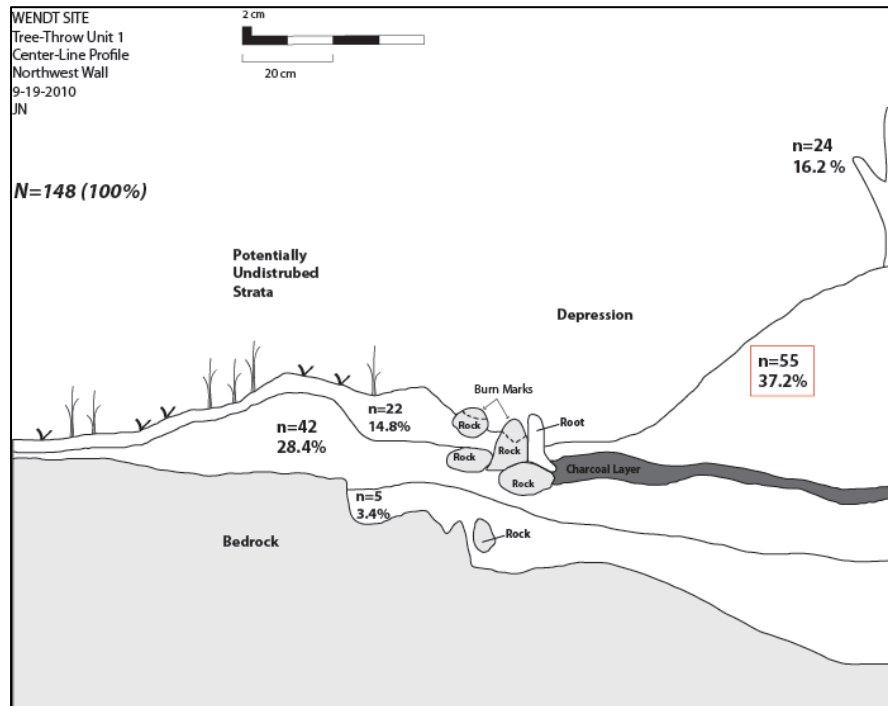 WENDT SITE
Tree-Throw Unit 1
Center-Line Profile
Northwest Wall
9-19-2010
JN
2 cm
20 cm
n=24
16.2 %
N=148 (100%)
Potentially
Undistrubed
Strata
Depression
n=55
37.2%
Burn Marks
n=22
14.8%
n=42
28.4%
Rock
Root
Rock
Rock
Rock
Charcoal Layer
n=5
3.4%
Rock
Bedrock